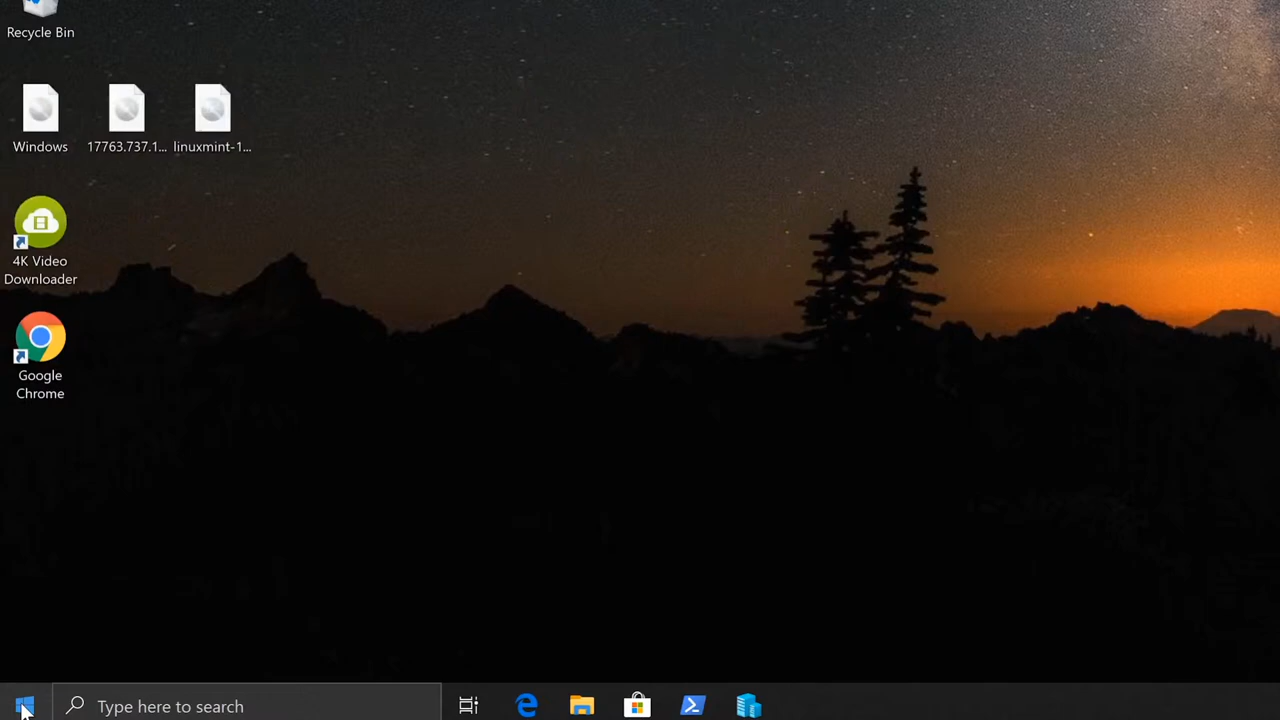 Recycle Bin
Windows
17763.737.1...
linuxmint-1...
4K Video
Downloader
Google
Chrome
Type here to search